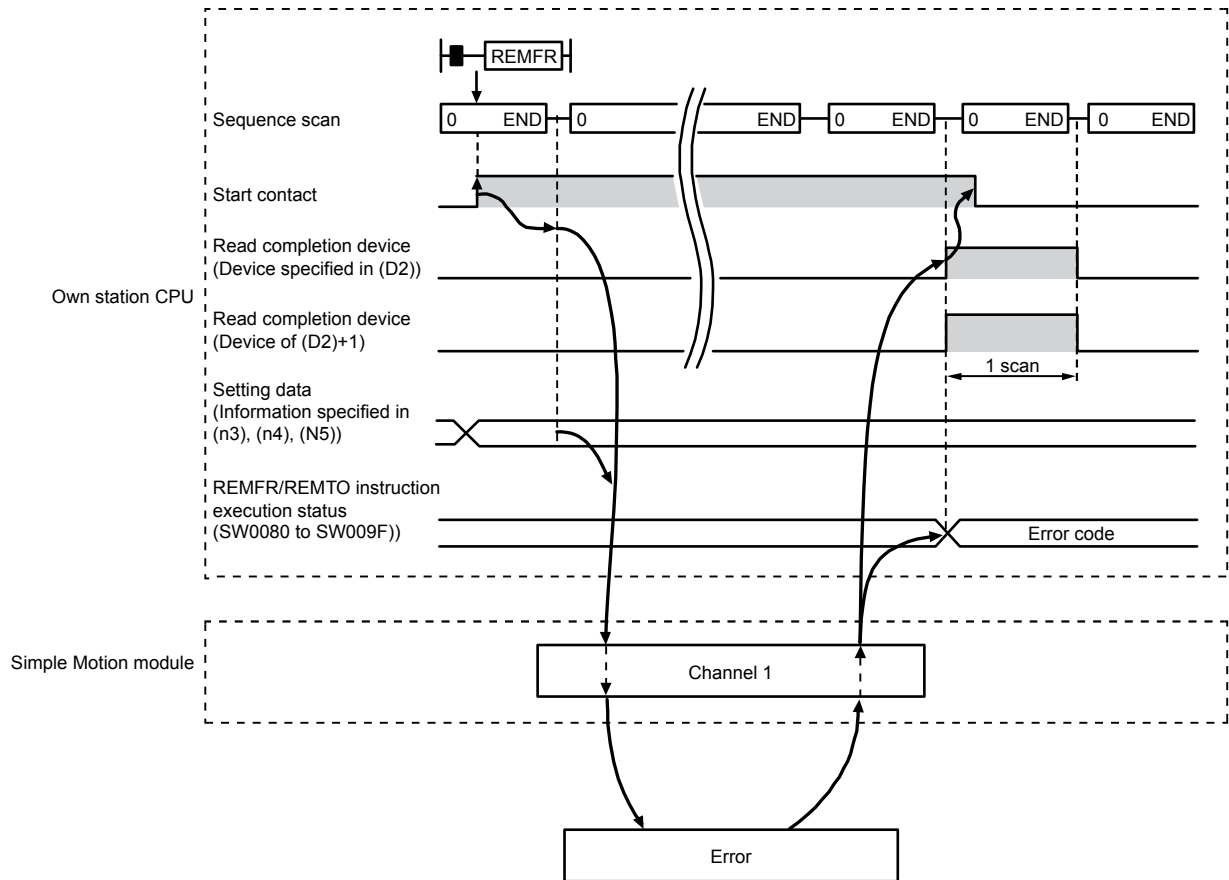 REMFR
Sequence scan
0 END 0 END 0 END 0 END 0 END
Start contact
Read completion device
(Device specified in (D2))
Own station CPU
Read completion device
(Device of (D2)+1)
1 scan
Setting data
(Information specified in
(n3), (n4), (N5))
REMFR/REMTO instruction
execution status
(SW0080 to SW009F))
Error code
Simple Motion module
Channel 1
Error